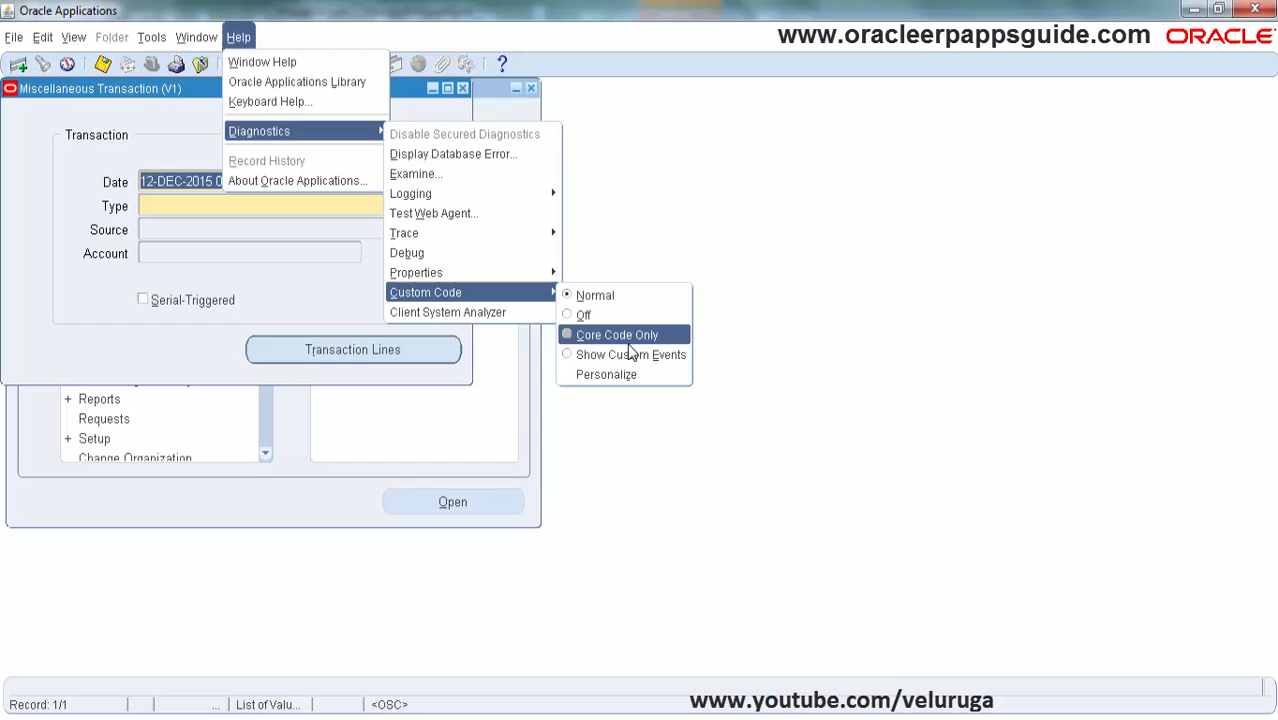 Oracle Applications
File Edit View Folder Tools Window Help
www.oracleerpappsguide.com ORACLE
?
Miscellaneous Transaction (V1)
Window Help
Oracle Applications Library
Keyboard Help...
Diagnostics
Record History
About Oracle Applications...
Disable Secured Diagnostics
Display Database Error...
Examine...
Logging
Test Web Agent...
Trace
Debug
Properties
Custom Code
Client System Analyzer
Normal
Off
Core Code Only
Show Custom Events
Personalize
Transaction
Date 12-DEC-2015 0
Type
Source
Account
Serial-Triggered
Transaction Lines
+ Reports
Requests
+ Setup
Change Organization
Open
Record: 1/1 ... List of Valu... <OSC>
www.youtube.com/veluruga